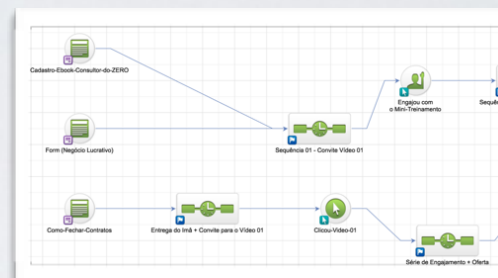 Cadastro-Ebook-Consultor-do-ZERO
Engajou com
o Mini-Treinamento
Sequê
Form (Negócio Lucrativo)
Sequência 01 - Convite Vídeo 01
Como-Fechar-Contratos
Entrega do Imã + Convite para o Vídeo 01
Clicou-Video-01
Série de Engajamento + Oferta